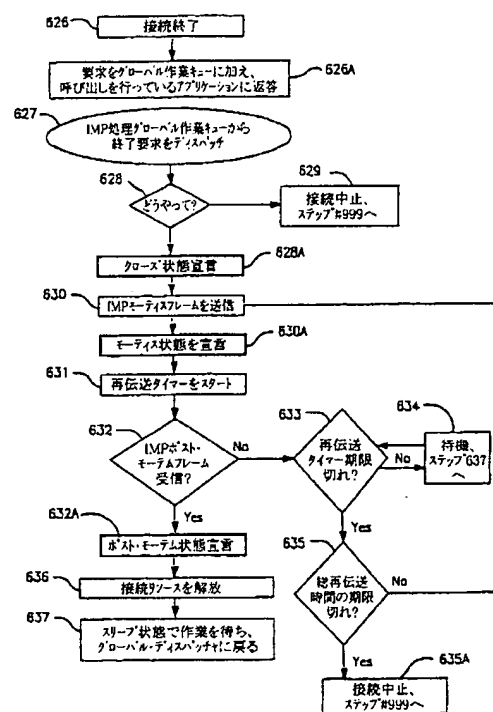 626
接続終了
要求をグローバル作業キューに加え、
呼び出しを行っているアプリケーションに返答
626A
627
IMP処理グローバル作業キューから
終了要求をディスパッチ
628
どうやって?
629
接続中止、
ステップ#999へ
クローズ状態宣言
628A
630
IMPモーティスフレームを送信
モーティス状態を宣言
630A
631
再伝送タイマーをスタート
632
IMPポスト・
モーテムフレーム
受信?
No
633
再伝送
タイマー期限
切れ?
No
634
待機、
ステップ637
へ
Yes
632A
ポスト・モーテム状態宣言
Yes
635
総再伝送
時間の期限
切れ?
No
636
接続リソースを解放
637
スリープ状態で作業を待ち、
グローバル・ディスパッチャに戻る
Yes
635A
接続中止、
ステップ#999へ